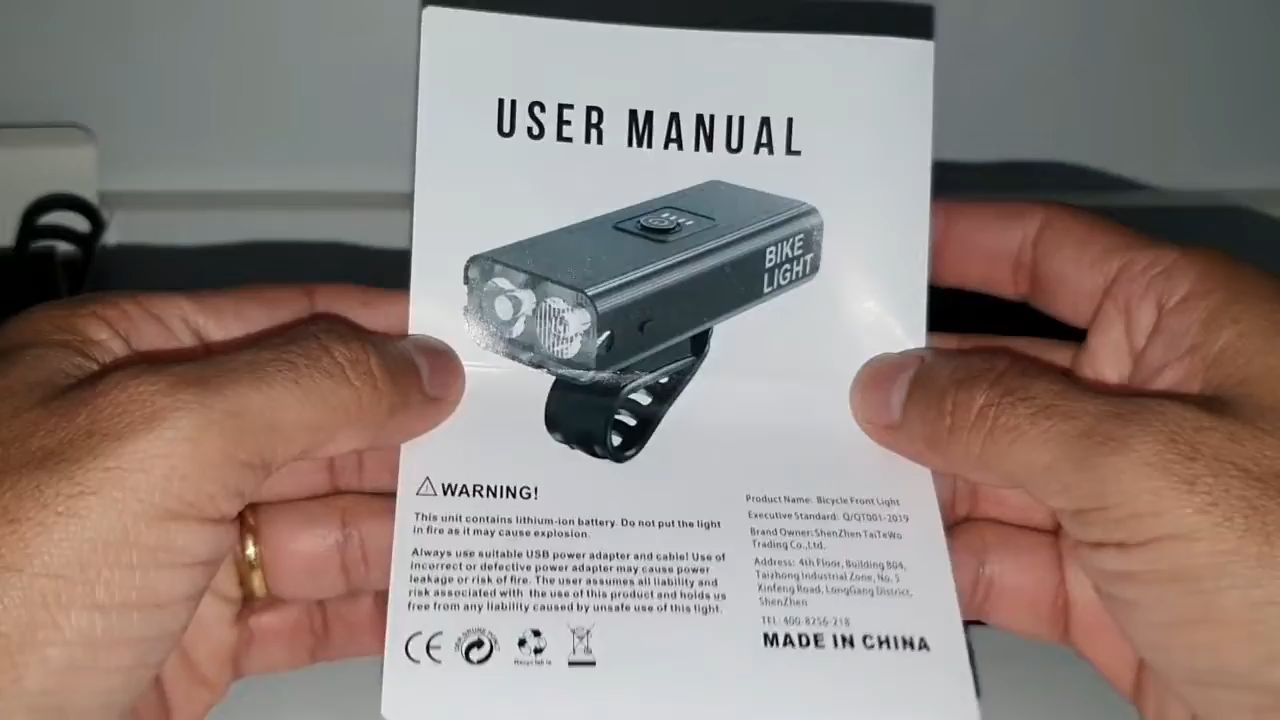 USER MANUAL
BIKE
LIGHT
WARNING!
This unit contains lithium-ion battery. Do not put the light
in fire as it may cause explosion.
Always use suitable USB power adapter and cable! Use of
incorrect or defective power adapter may cause power
leakage or risk of fire. The user assumes all liability and
risk associated with the use of this product and holds us
free from any liability caused by unsafe use of this light.
CE
Product Name: Bicycle Front Light
Executive Standard: Q/QT001-2019
Brand Owner: ShenZhen TaiTeWo
Trading Co., Ltd.
Address: 4th Floor, Building 804,
Taizhong Industrial Zone, No. 5
Xinfeng Road, LongGang District,
ShenZhen
TEL: 400-8256-218
MADE IN CHINA